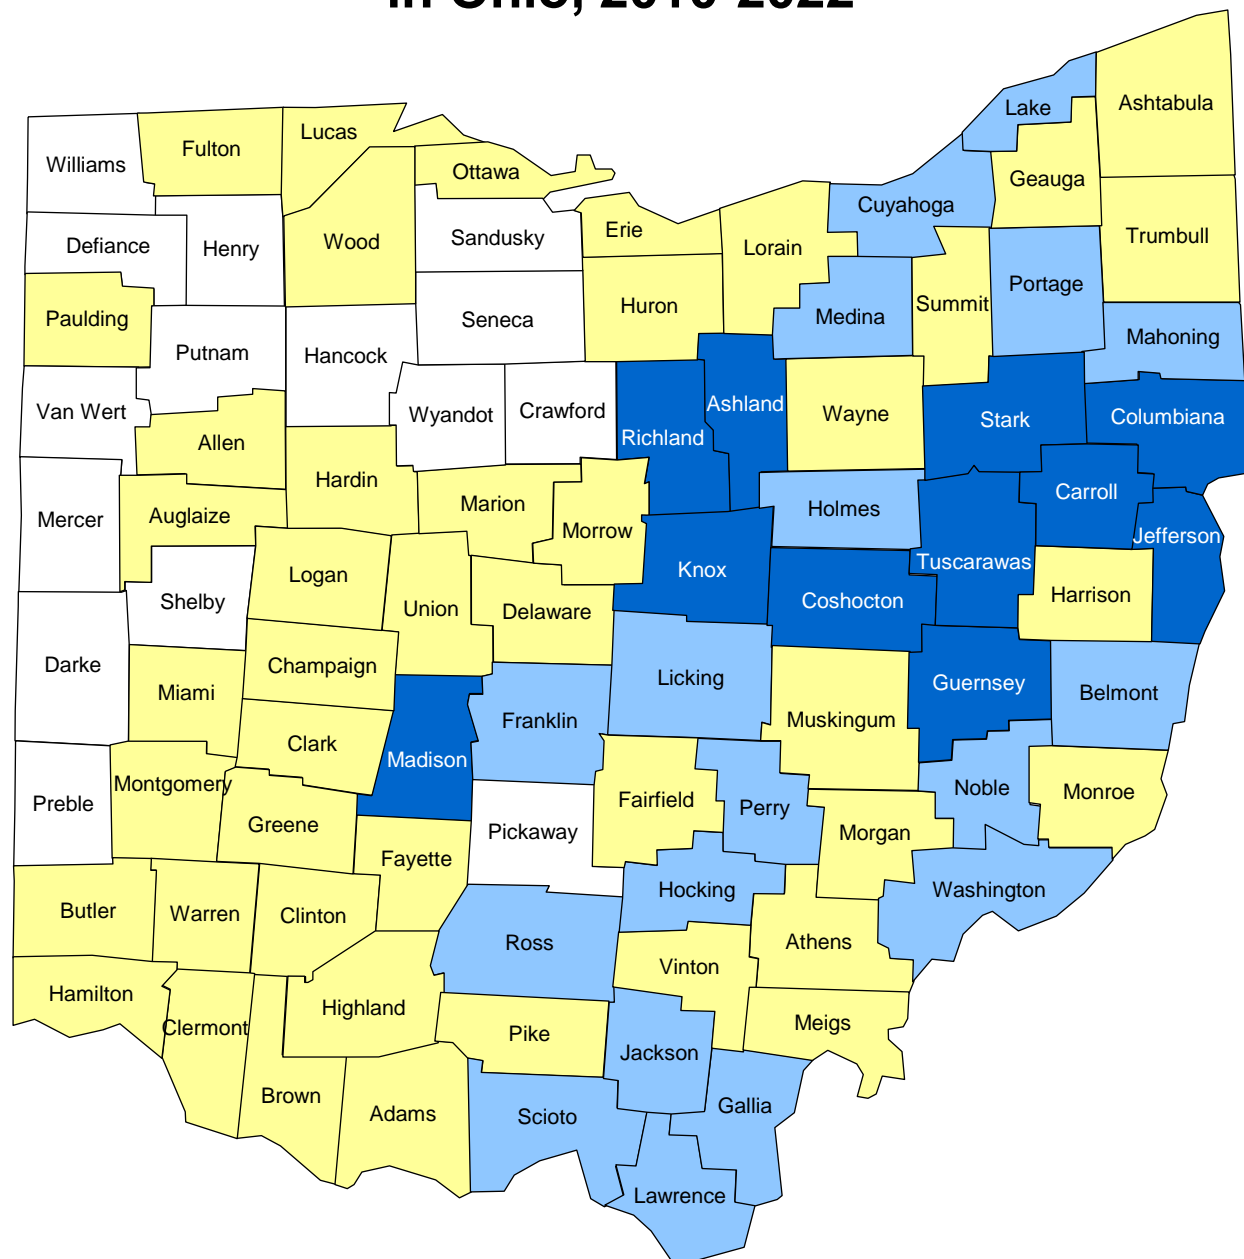 in Ohio,
Ashtabula
Lake
Lucas
Fulton
Williams
Ottawa
Geauga
Cuyahoga
Erie
Trumbull
Sandusky
Wood
Defiance
Henry
Lorain
Portage
Huron
Summit
Medina
Seneca
Paulding
Mahoning
Putnam
Hancock
Ashland
Van Wert
Crawford
Wyandot
Wayne
Columbiana
Stark
Richland
Allen
Hardin
Carroll
Marion
Holmes
Auglaize
Mercer
Morrow
Jefferson
Tuscarawas
Knox
Logan
Harrison
Shelby
Coshocton
Union
Delaware
Darke
Champaign
Licking
Guernsey
Miami
Belmont
Franklin
Muskingum
Clark
Madison
Montgomery
Noble
Monroe
Fairfield
Preble
Perry
Greene
Pickaway
Morgan
Fayette
Hocking
Washington
Butler
Warren
Clinton
Ross
Athens
Vinton
Hamilton
Highland
Meigs
Clermont
Pike
Jackson
Brown
Gallia
Adams
Scioto
Lawrence